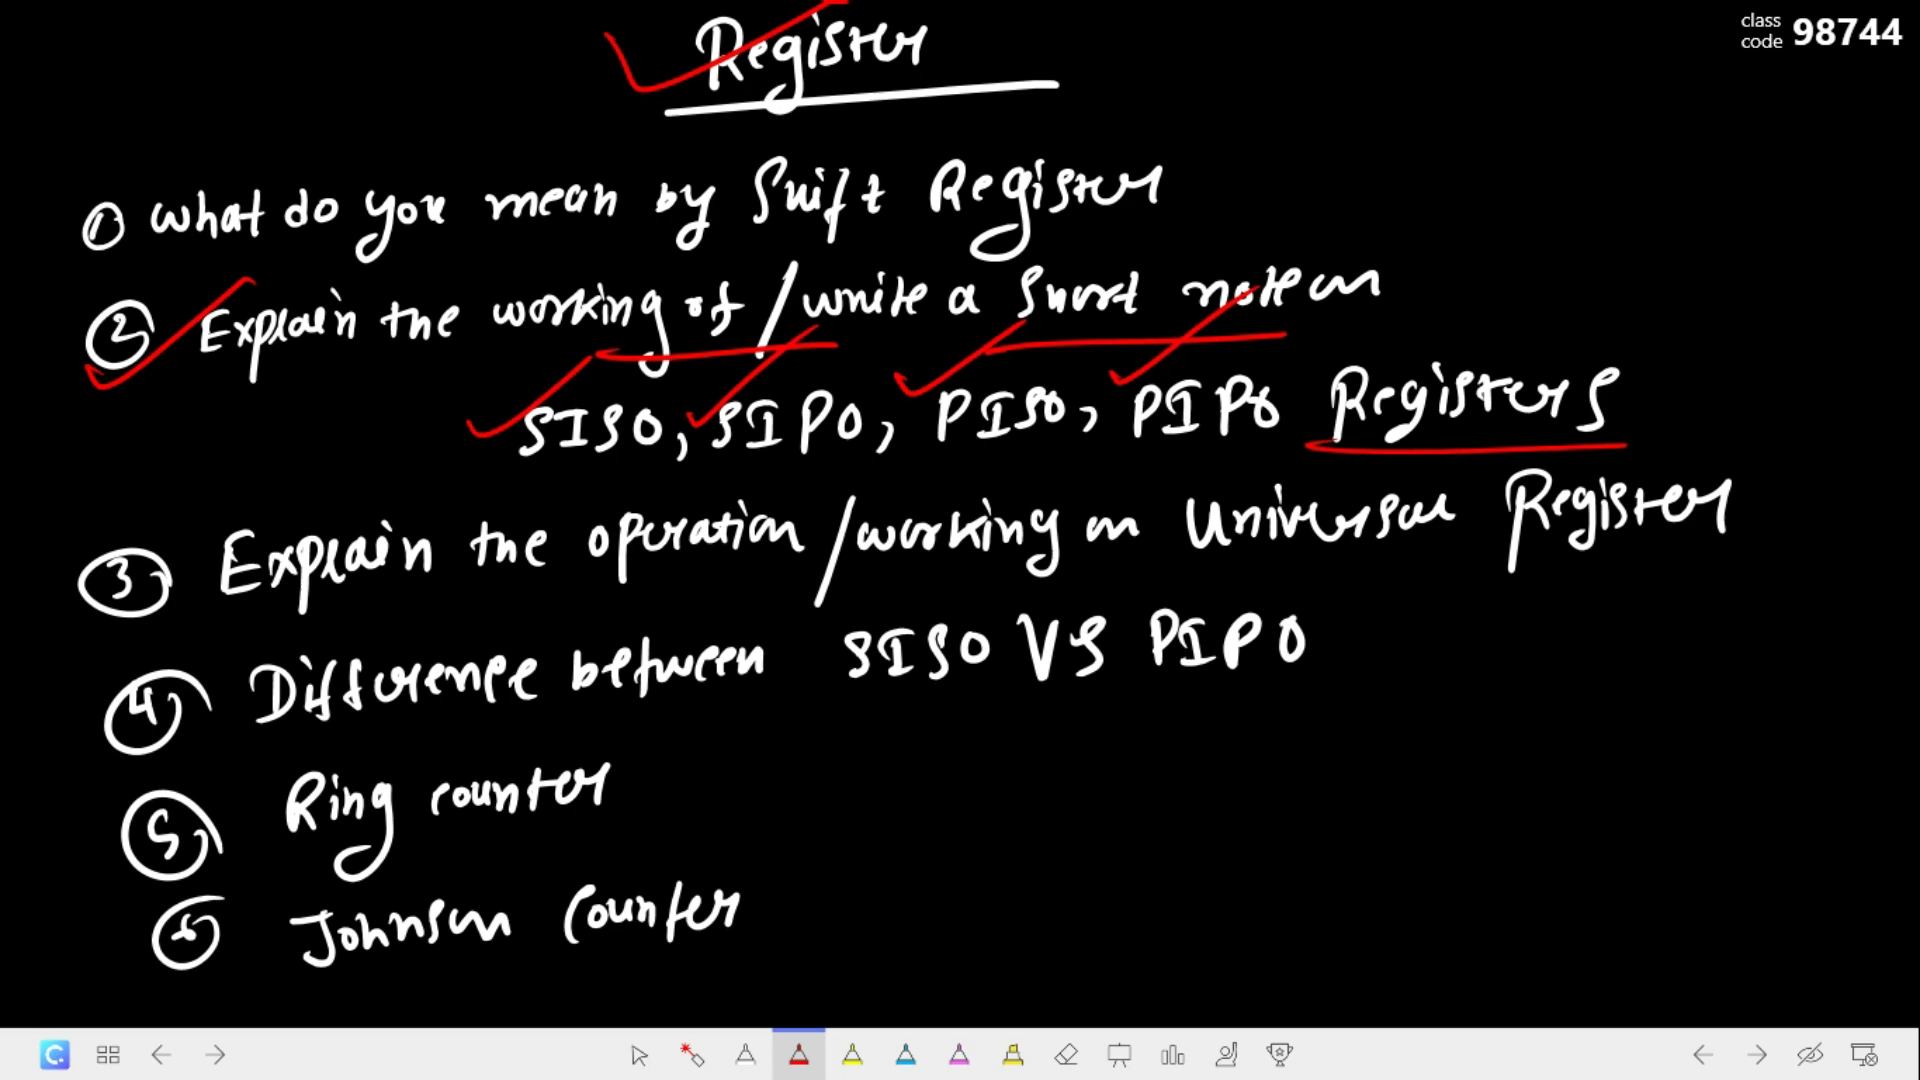 class code 98744
Register
① What do you mean by Shift Register
② Explain the working of / write a Short note on
SISO, SIPO, PISO, PIPO Registers
③ Explain the operation / working on Universal Register
④ Difference between SISO VS PIPO
⑤ Ring counter
⑥ Johnson Counter